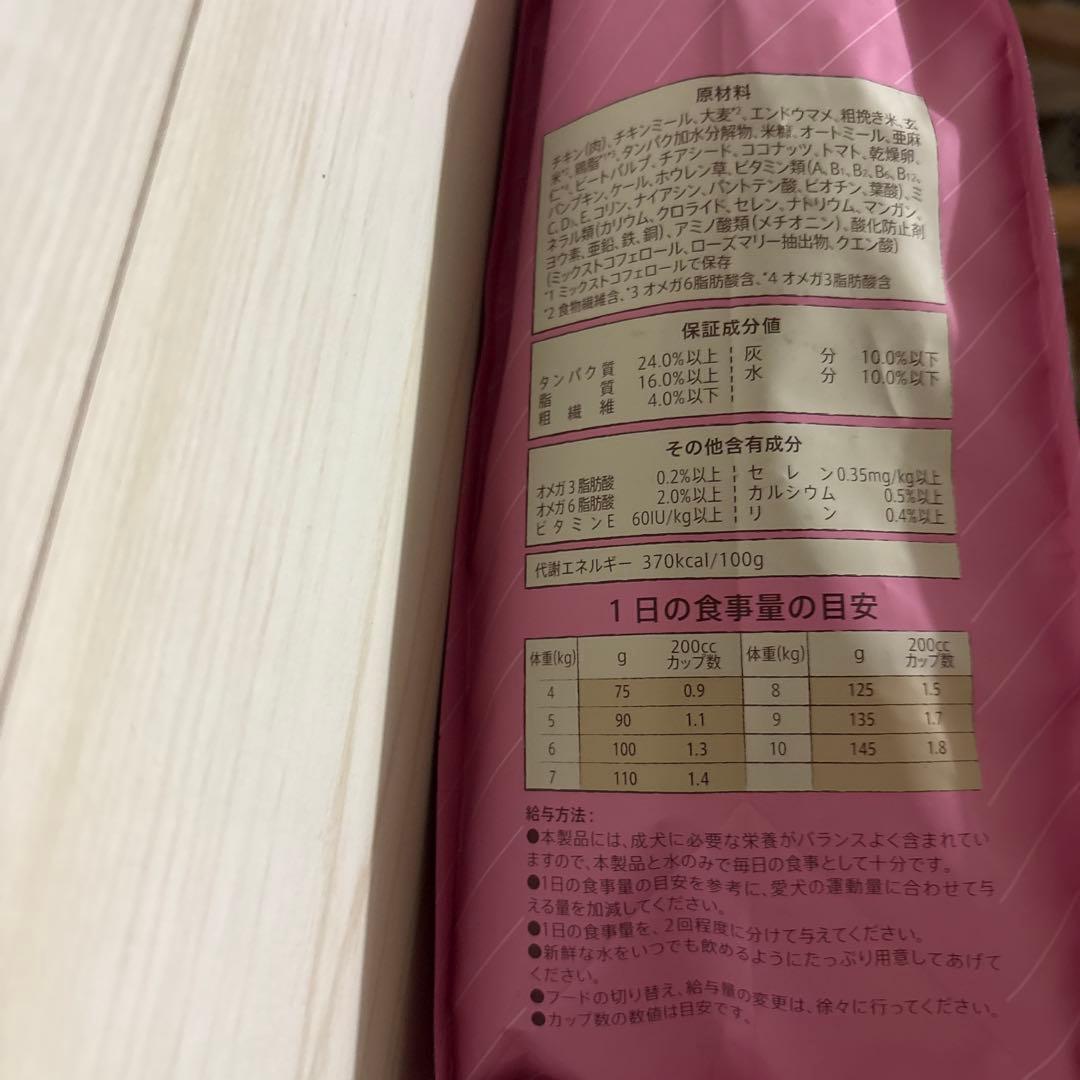 原材料
チキン(肉)、チキンミール、大麦*2、エンドウマメ、粗挽き米、玄
米*2、鶏脂*1*3、タンパク加水分解物、米糠、オートミール、亜麻
仁*4、ビートパルプ、チアシード、ココナッツ、トマト、乾燥卵、
パンプキン、ケール、ホウレン草、ビタミン類(A、B1、B2、B6、B12、
C、D3、E、コリン、ナイアシン、パントテン酸、ビオチン、葉酸)、ミ
ネラル類(カリウム、クロライド、セレン、ナトリウム、マンガン、
ヨウ素、亜鉛、鉄、銅)、アミノ酸類(メチオニン)、酸化防止剤
(ミックストコフェロール、ローズマリー抽出物、クエン酸)
*1 ミックストコフェロールで保存
*2 食物繊維含、*3 オメガ6脂肪酸含、*4 オメガ3脂肪酸含
保証成分値
タンパク質 24.0%以上 灰分 10.0%以下
脂質 16.0%以上 水分 10.0%以下
粗繊維 4.0%以下
その他含有成分
オメガ3脂肪酸 0.2%以上 セレン 0.35mg/kg以上
オメガ6脂肪酸 2.0%以上 カルシウム 0.5%以上
ビタミンE 60IU/kg以上 リン 0.4%以上
代謝エネルギー 370kcal/100g
1日の食事量の目安
体重(kg) g 200cc カップ数 体重(kg) g 200cc カップ数
4 75 0.9 8 125 1.5
5 90 1.1 9 135 1.7
6 100 1.3 10 145 1.8
7 110 1.4
給与方法:
●本製品には、成犬に必要な栄養がバランスよく含まれてい
ますので、本製品と水のみで毎日の食事として十分です。
●1日の食事量の目安を参考に、愛犬の運動量に合わせて与
える量を加減してください。
●1日の食事量を、2回程度に分けて与えてください。
●新鮮な水をいつでも飲めるようにたっぷり用意してあげて
ください。
●フードの切り替え、給与量の変更は、徐々に行ってください。
●カップ数の数値は目安です。